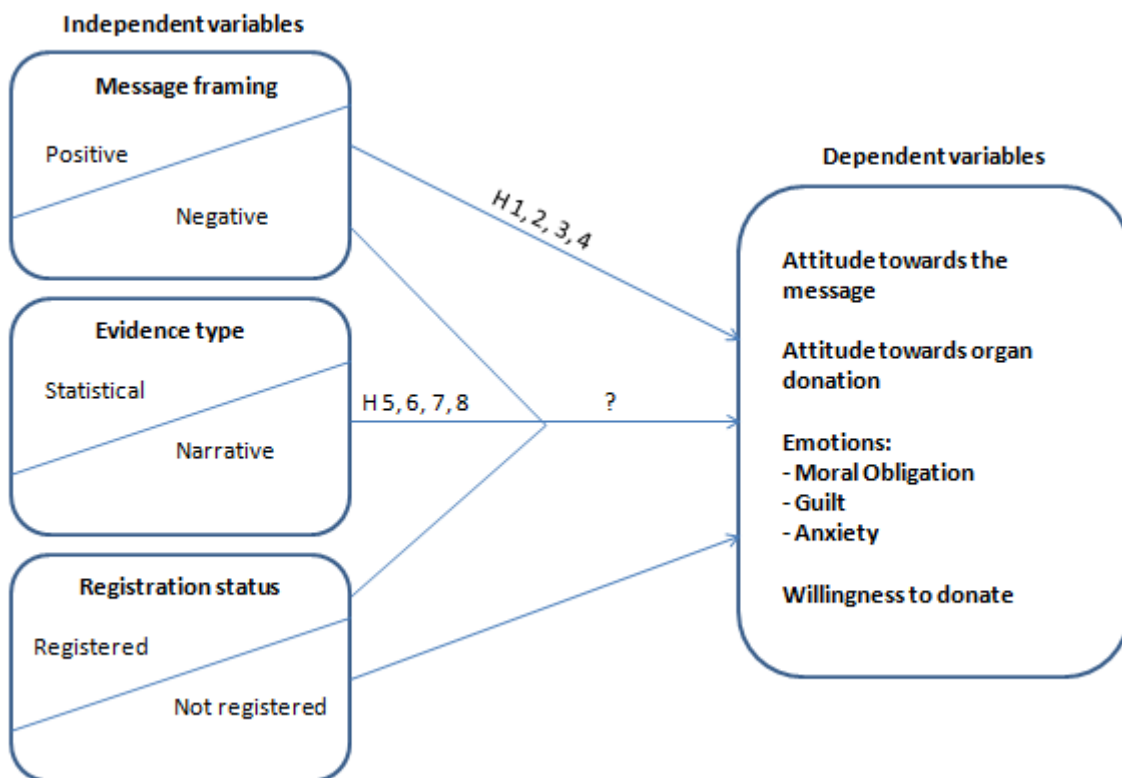 Independent variables
Message framing
Positive
Negative
H 1, 2, 3, 4
Evidence type
Statistical
Narrative
H 5, 6, 7, 8
?
Registration status
Registered
Not registered
Dependent variables
Attitude towards the
message
Attitude towards organ
donation
Emotions:
- Moral Obligation
- Guilt
- Anxiety
Willingness to donate